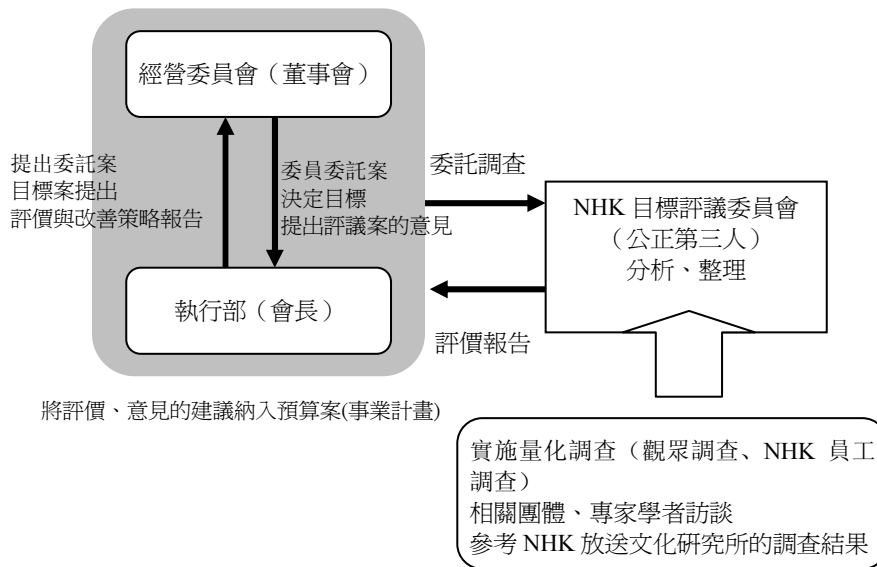 經營委員會（董事會）
提出委託案
目標案提出
評價與改善策略報告
委員委託案
決定目標
提出評議案的意見
委託調查
NHK 目標評議委員會
（公正第三人）
分析、整理
執行部（會長）
評價報告
將評價、意見的建議納入預算案(事業計畫)
實施量化調查（觀眾調查、NHK 員工
調查）
相關團體、專家學者訪談
參考 NHK 放送文化研究所的調查結果